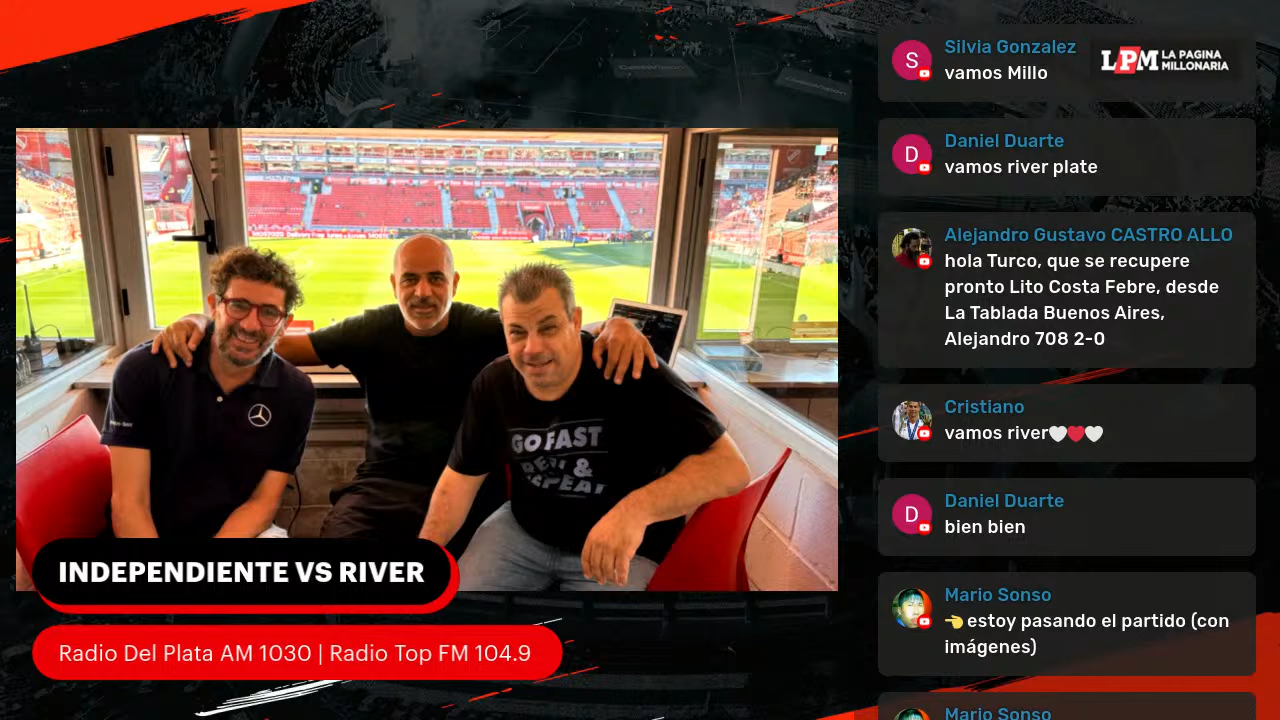 INDEPENDIENTE VS RIVER
Radio Del Plata AM 1030 | Radio Top FM 104.9
GO FAST
&
LPM LA PAGINA
MILLONARIA
S
Silvia Gonzalez
vamos Millo
D
Daniel Duarte
vamos river plate
Alejandro Gustavo CASTRO ALLO
hola Turco, que se recupere
pronto Lito Costa Febre, desde
La Tablada Buenos Aires,
Alejandro 708 2-0
Cristiano
vamos river🤍❤️🤍
D
Daniel Duarte
bien bien
Mario Sonso
👈estoy pasando el partido (con
imágenes)
Mario Sonso